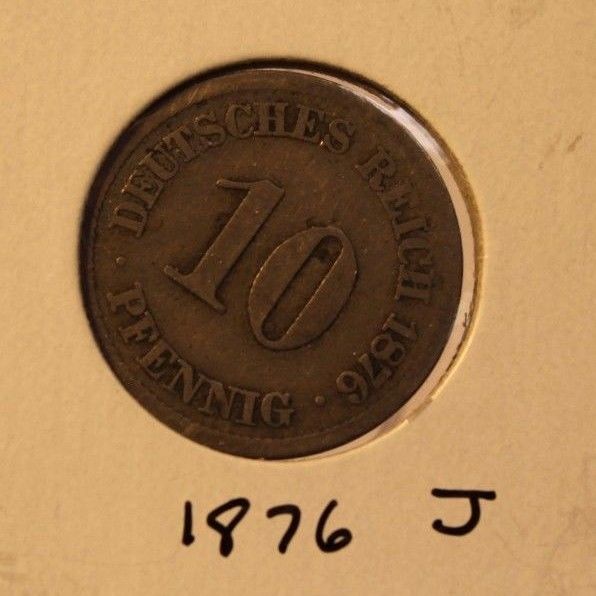 DEUTSCHES REICH 1876
10
· PFENNIG ·
1876 J